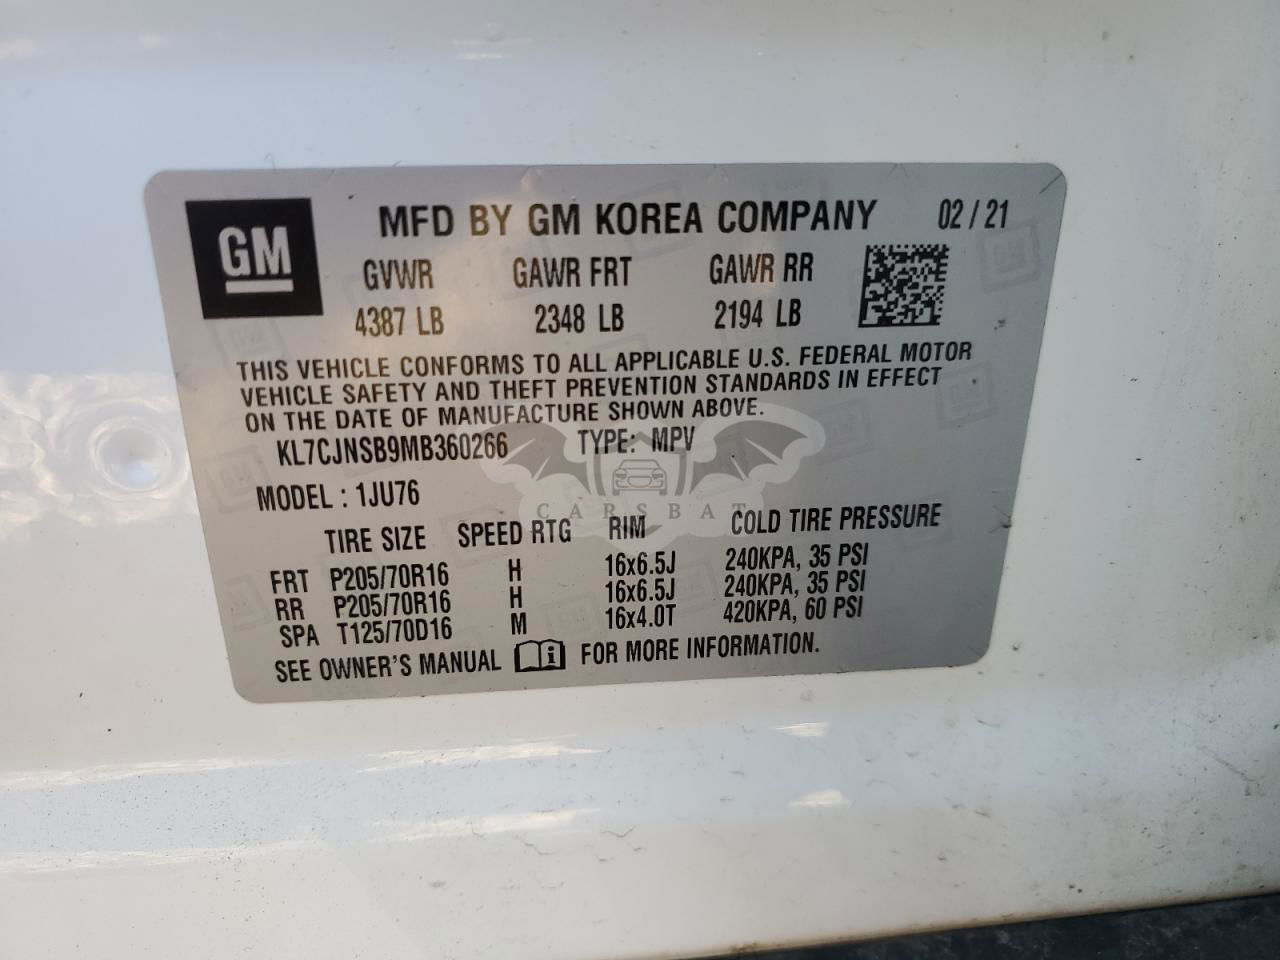 GM MFD BY GM KOREA COMPANY 02/21
GVWR GAWR FRT GAWR RR
4387 LB 2348 LB 2194 LB
THIS VEHICLE CONFORMS TO ALL APPLICABLE U.S. FEDERAL MOTOR
VEHICLE SAFETY AND THEFT PREVENTION STANDARDS IN EFFECT
ON THE DATE OF MANUFACTURE SHOWN ABOVE.
KL7CJNSB9MB360266 TYPE: MPV
MODEL : 1JU76
CARSBAT
TIRE SIZE SPEED RTG RIM COLD TIRE PRESSURE
FRT P205/70R16 H 16x6.5J 240KPA, 35 PSI
RR P205/70R16 H 16x6.5J 240KPA, 35 PSI
SPA T125/70D16 M 16x4.0T 420KPA, 60 PSI
SEE OWNER'S MANUAL i FOR MORE INFORMATION.